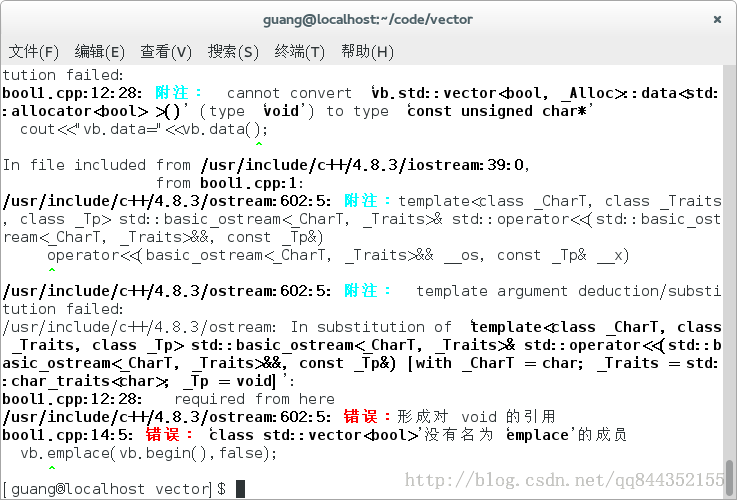 guang@localhost:~/code/vector
文件(F) 编辑(E) 查看(V) 搜索(S) 终端(T) 帮助(H)
tution failed:
bool1.cpp:12:28: 附注： cannot convert ‘vb.std::vector<bool, _Alloc>::data<std:
:allocator<bool> >()’ (type ‘void’) to type ‘const unsigned char*’
cout<<"vb.data="<<vb.data();
^
In file included from /usr/include/c++/4.8.3/iostream:39:0,
from bool1.cpp:1:
/usr/include/c++/4.8.3/ostream:602:5: 附注：template<class _CharT, class _Traits
, class _Tp> std::basic_ostream<_CharT, _Traits>& std::operator<<(std::basic_ost
ream<_CharT, _Traits>&&, const _Tp&)
operator<<(basic_ostream<_CharT, _Traits>&& __os, const _Tp& __x)
^
/usr/include/c++/4.8.3/ostream:602:5: 附注： template argument deduction/substi
tution failed:
/usr/include/c++/4.8.3/ostream: In substitution of ‘template<class _CharT, class
_Traits, class _Tp> std::basic_ostream<_CharT, _Traits>& std::operator<<(std::b
asic_ostream<_CharT, _Traits>&&, const _Tp&) [with _CharT = char; _Traits = std:
:char_traits<char>; _Tp = void]’:
bool1.cpp:12:28: required from here
/usr/include/c++/4.8.3/ostream:602:5: 错误：形成对 void 的引用
bool1.cpp:14:5: 错误： ‘class std::vector<bool>’没有名为 ‘emplace’的成员
vb.emplace(vb.begin(),false);
^
[guang@localhost vector]$
http://blog.csdn.net/qq844352155